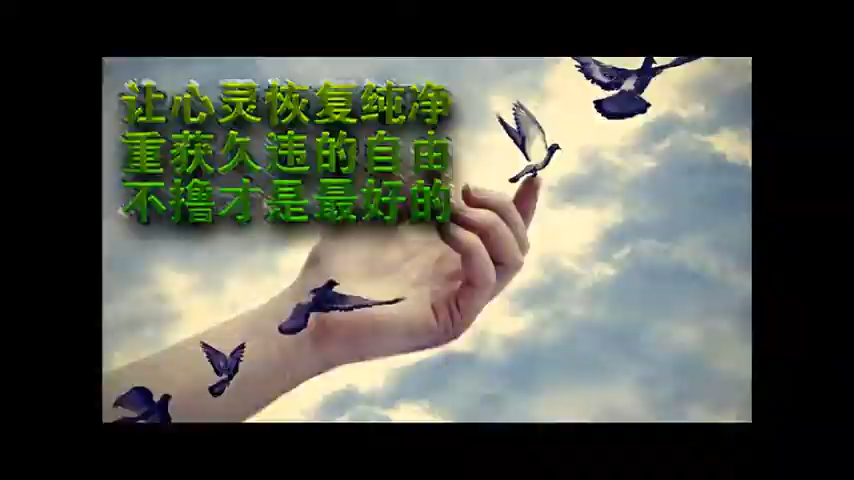 让心灵恢复纯净
重获久违的自由
不撸才是最好的